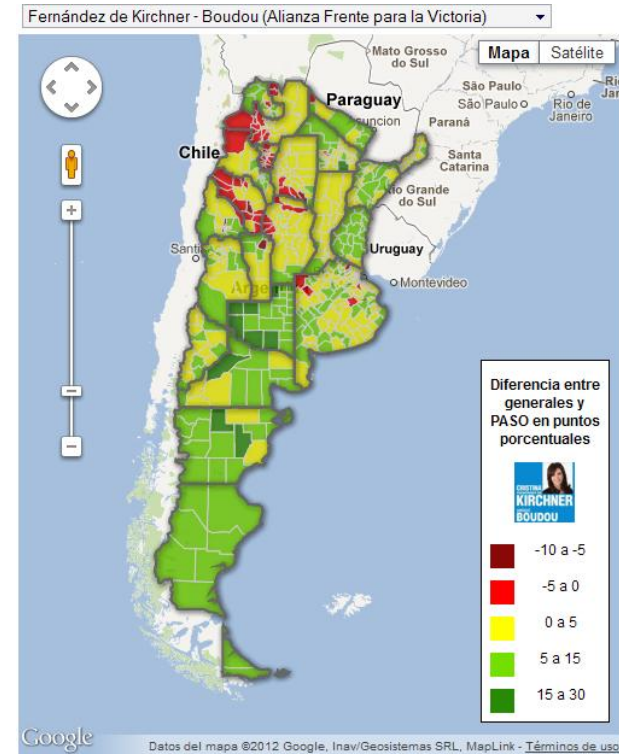 Fernández de Kirchner - Boudou (Alianza Frente para la Victoria)
Mapa
Satélite
Mato Grosso
do Sul
São Paulo
São Paulo
Rio de
Janeiro
Paraguay
Paraná
Chile
Santa
Catarina
Rio Grande
do Sul
Uruguay
Montevideo
Diferencia entre
generales y
PASO en puntos
porcentuales
CRISTINA
KIRCHNER
BOUDOU
-10 a -5
-5 a 0
0 a 5
5 a 15
15 a 30
Google
Datos del mapa ©2012 Google, Inav/Geosistemas SRL, MapLink - Términos de uso